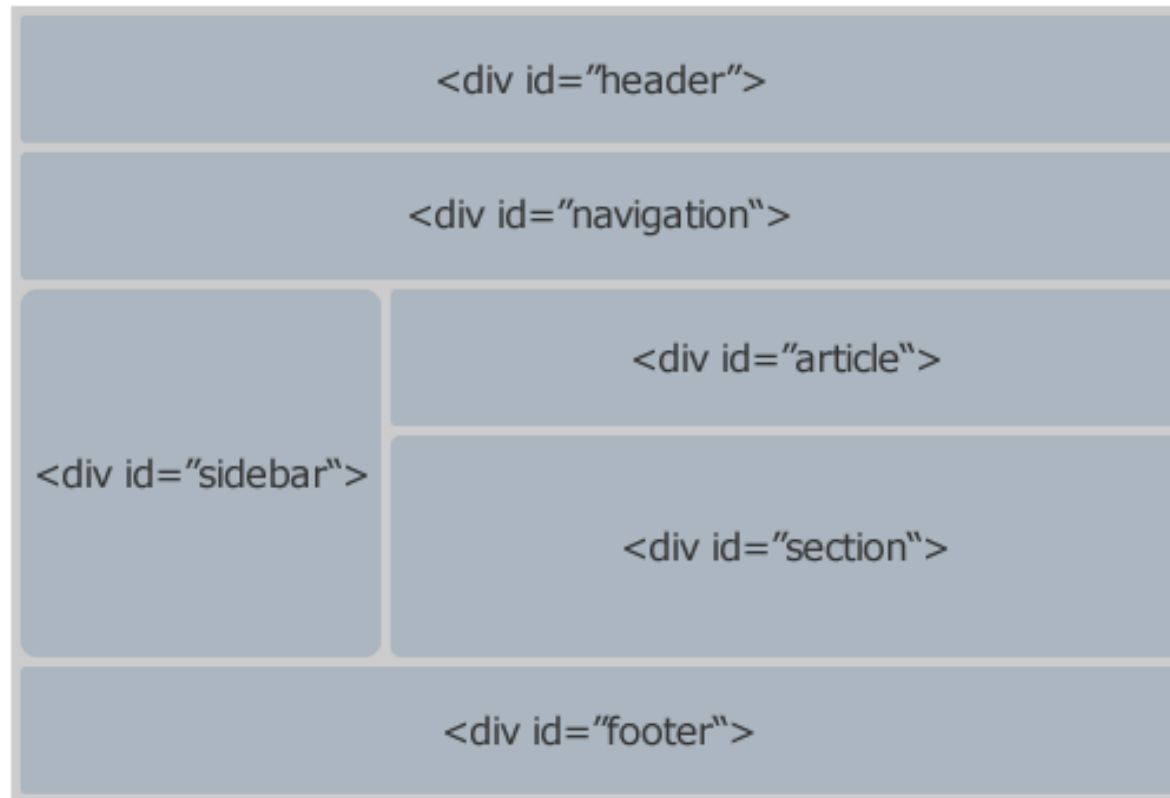 <div id=”header”>
<div id=”navigation“>
<div id=”article“>
<div id=”sidebar“>
<div id=”section“>
<div id=”footer“>